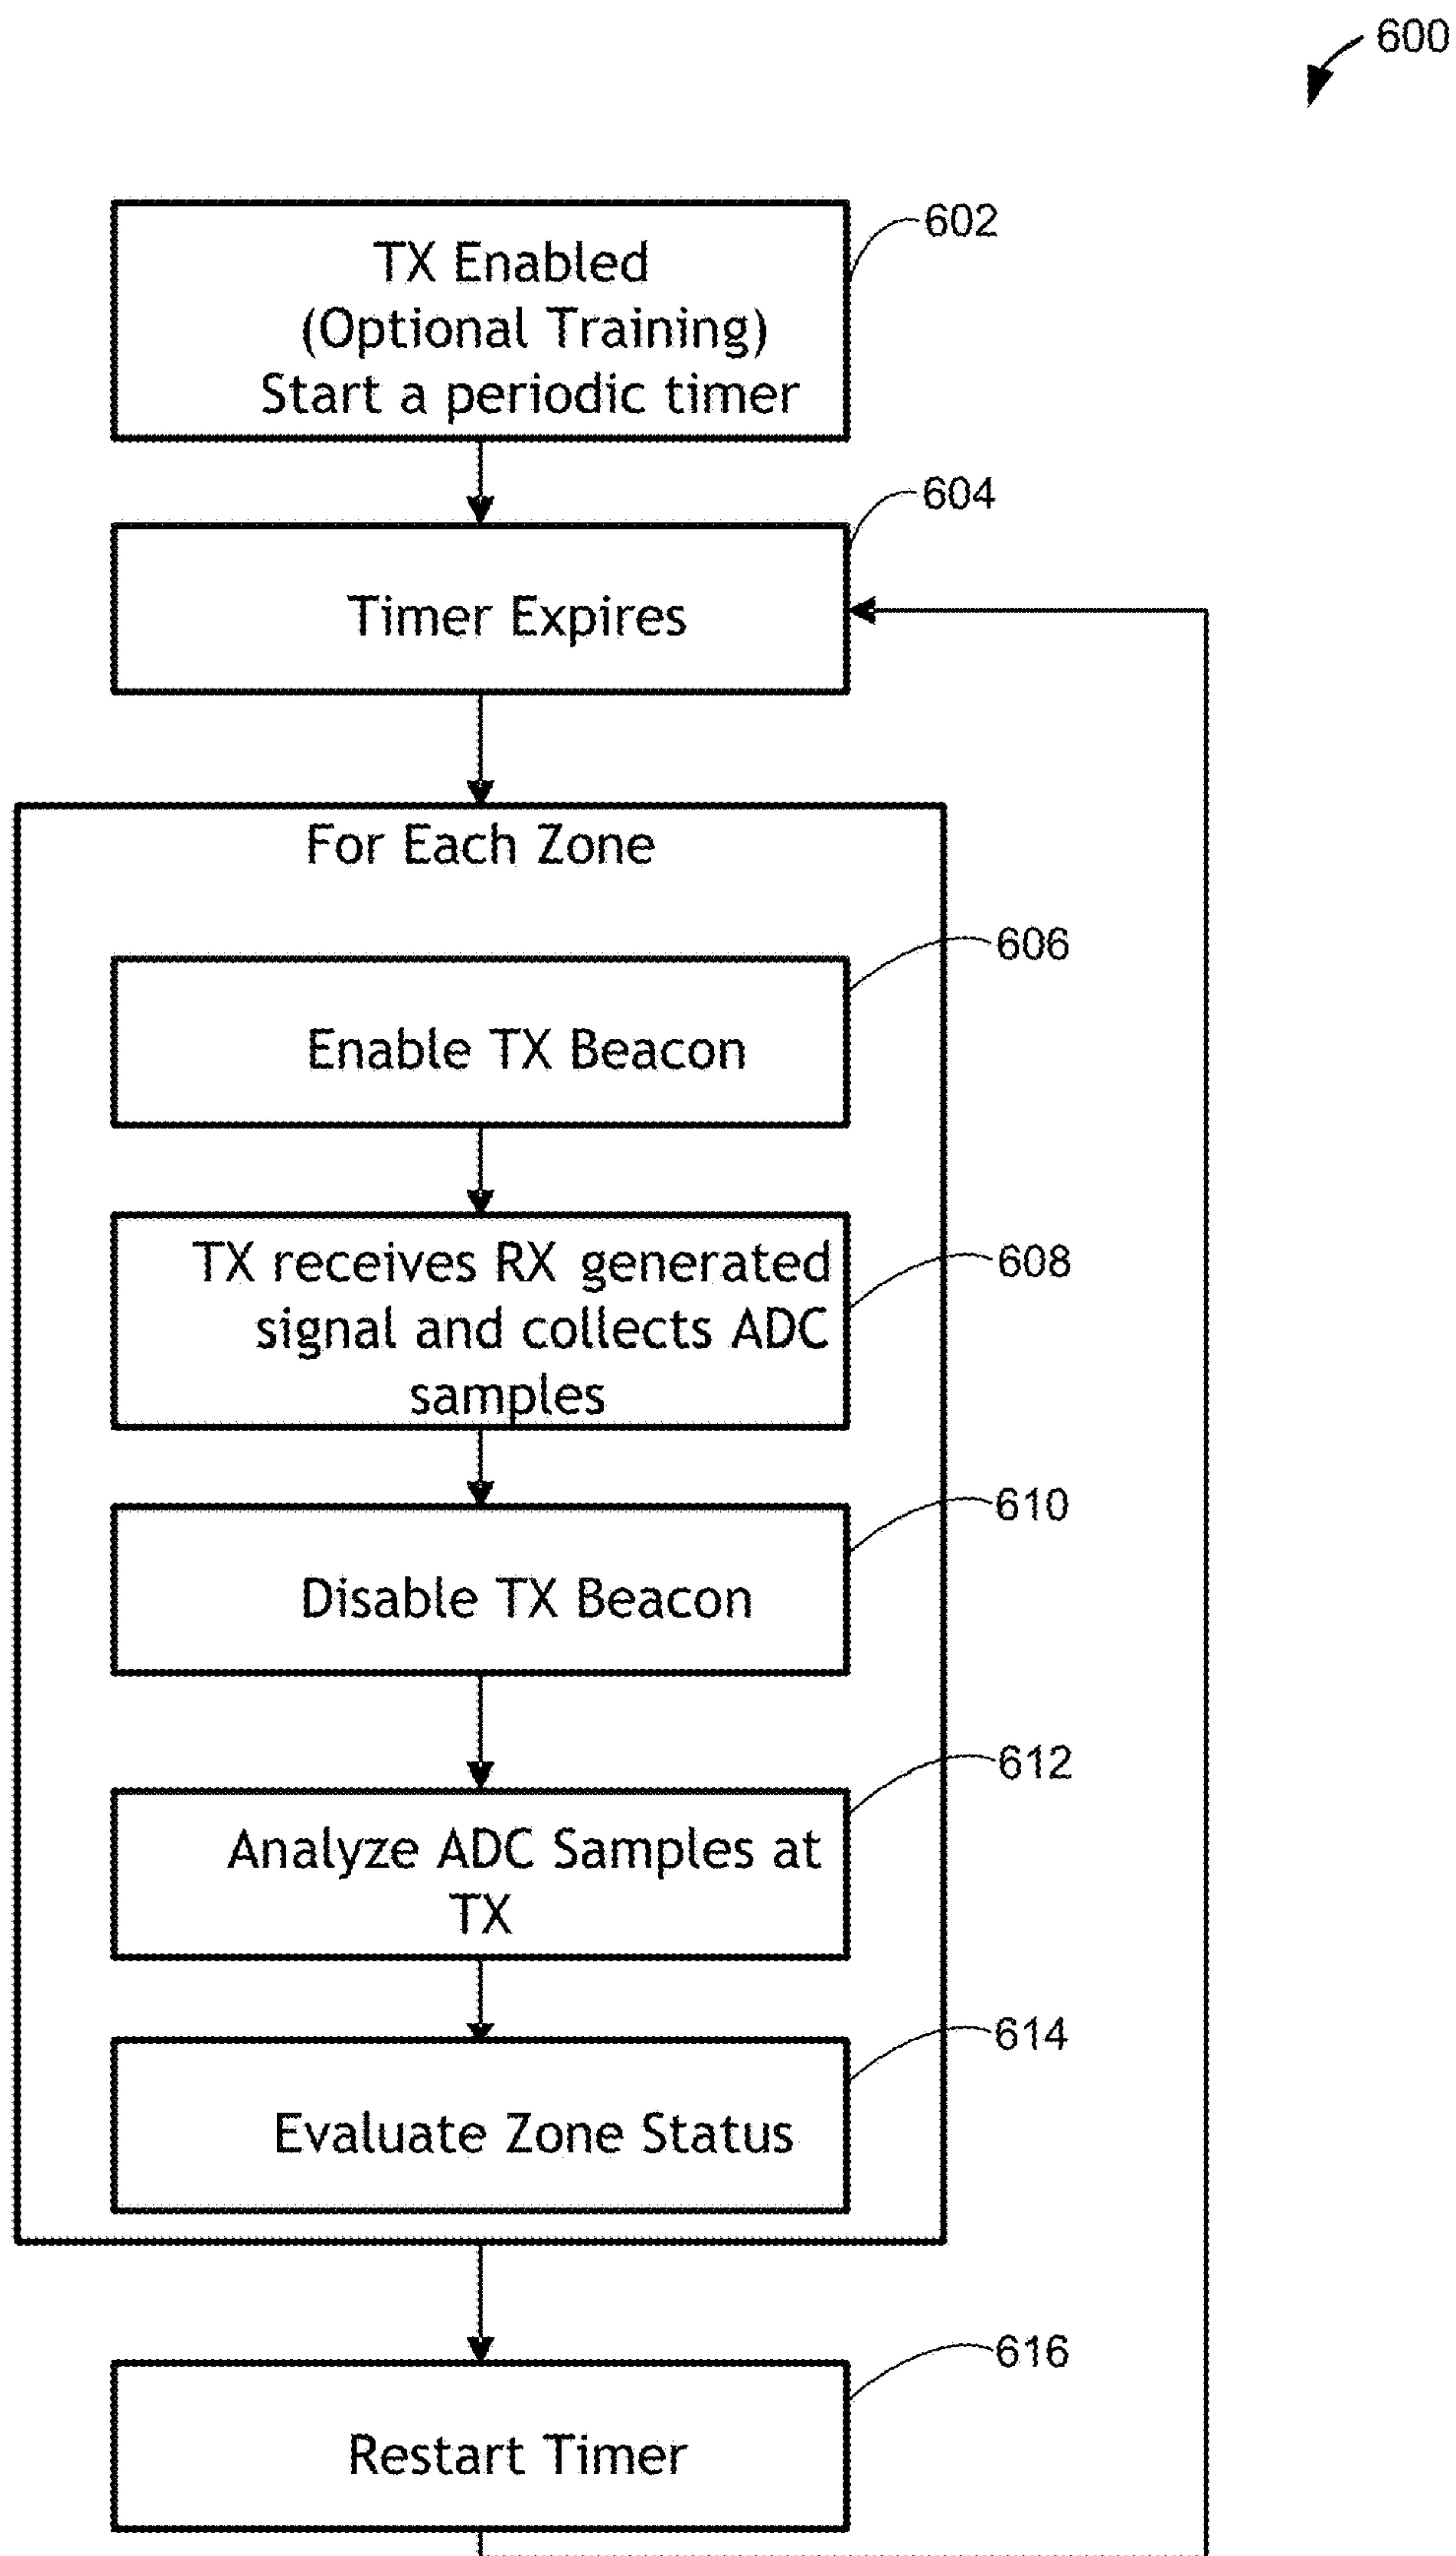 600
TX Enabled
(Optional Training)
Start a periodic timer
602
604
Timer Expires
For Each Zone
606
Enable TX Beacon
TX receives RX generated
signal and collects ADC
samples
608
610
Disable TX Beacon
612
Analyze ADC Samples at
TX
614
Evaluate Zone Status
616
Restart Timer